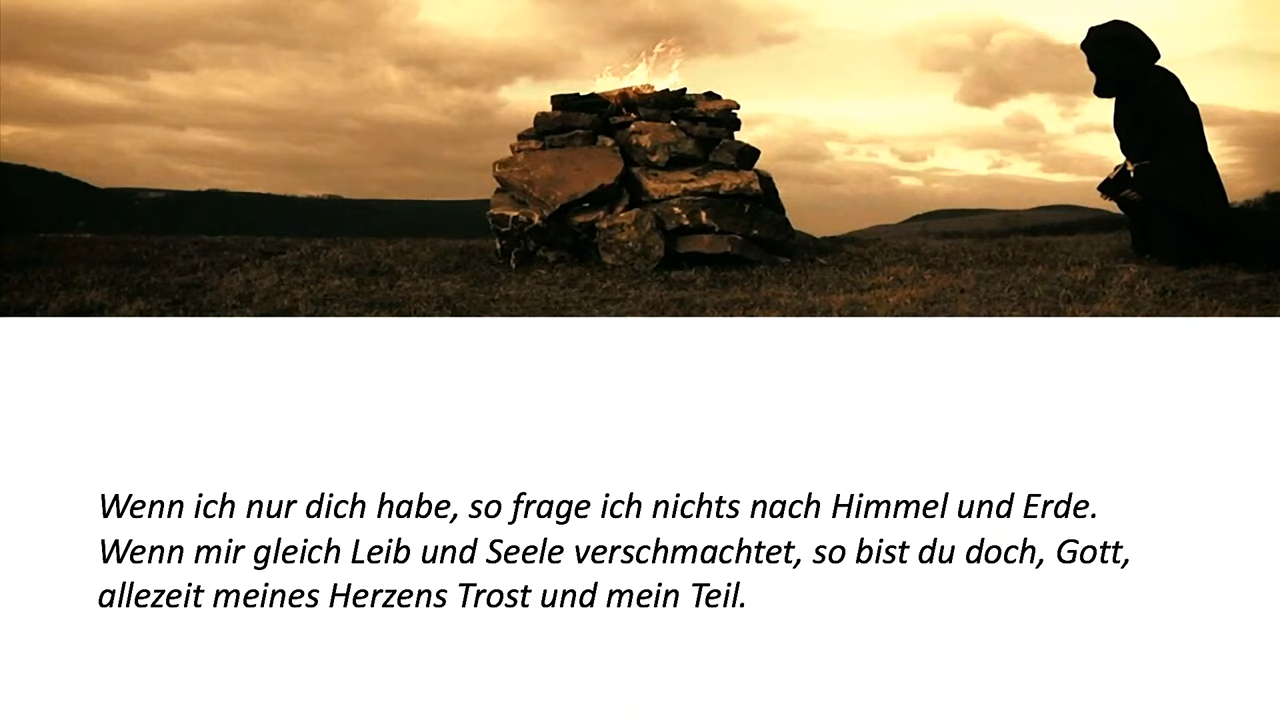 Wenn ich nur dich habe, so frage ich nichts nach Himmel und Erde.
Wenn mir gleich Leib und Seele verschmachtet, so bist du doch, Gott,
allezeit meines Herzens Trost und mein Teil.